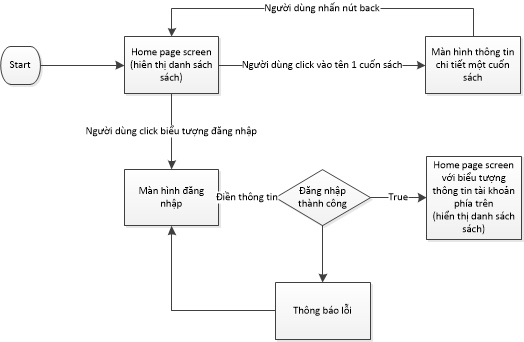 Người dùng nhấn nút back
Start
Home page screen
(hiên thị danh sách
sách)
Người dùng click vào tên 1 cuốn sách
Màn hình thông tin
chi tiết một cuốn
sách
Người dùng click biểu tượng đăng nhập
Màn hình đăng
nhập
Điền thông tin
Đăng nhập
thành công
True
Home page screen
với biểu tượng
thông tin tài khoản
phía trên
(hiển thị danh sách
sách)
Thông báo lỗi